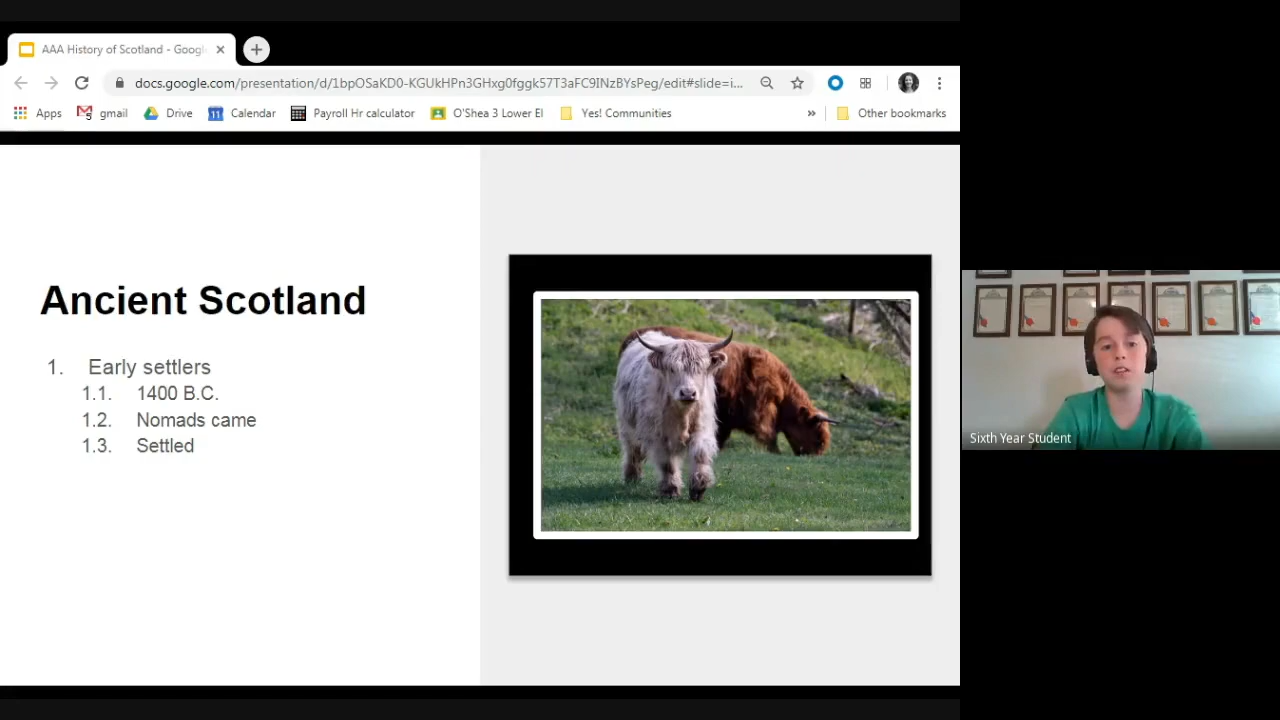 AAA History of Scotland - Googl
docs.google.com/presentation/d/1bpOSaKD0-KGUkHPn3GHxg0fggk57T3aFC9INzBYsPeg/edit#slide=i...
Apps gmail Drive Calendar Payroll Hr calculator O'Shea 3 Lower El Yes! Communities » Other bookmarks
Ancient Scotland
1. Early settlers
1.1. 1400 B.C.
1.2. Nomads came
1.3. Settled
Sixth Year Student